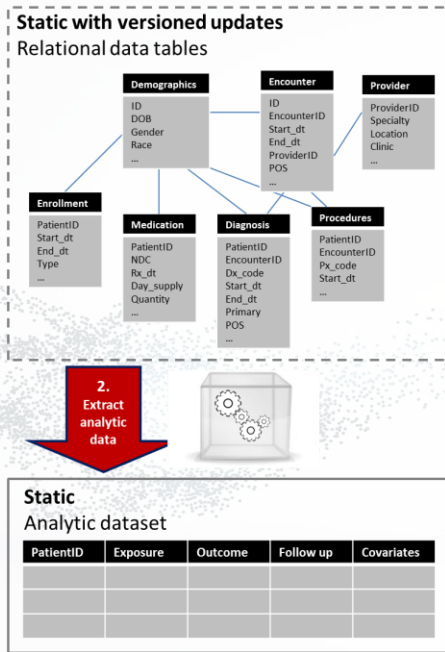 Static with versioned updates
Relational data tables
Demographics
ID
DOB
Gender
Race
...
Encounter
ID
EncounterID
Start_dt
End_dt
ProviderID
POS
...
Provider
ProviderID
Specialty
Location
Clinic
...
Enrollment
PatientID
Start_dt
End_dt
Type
...
Medication
PatientID
NDC
Rx_dt
Day_supply
Quantity
...
Diagnosis
PatientID
EncounterID
Dx_code
Start_dt
End_dt
Primary
POS
...
Procedures
PatientID
EncounterID
Px_code
Start_dt
...
2.
Extract
analytic
data
Static
Analytic dataset
PatientID Exposure Outcome Follow up Covariates